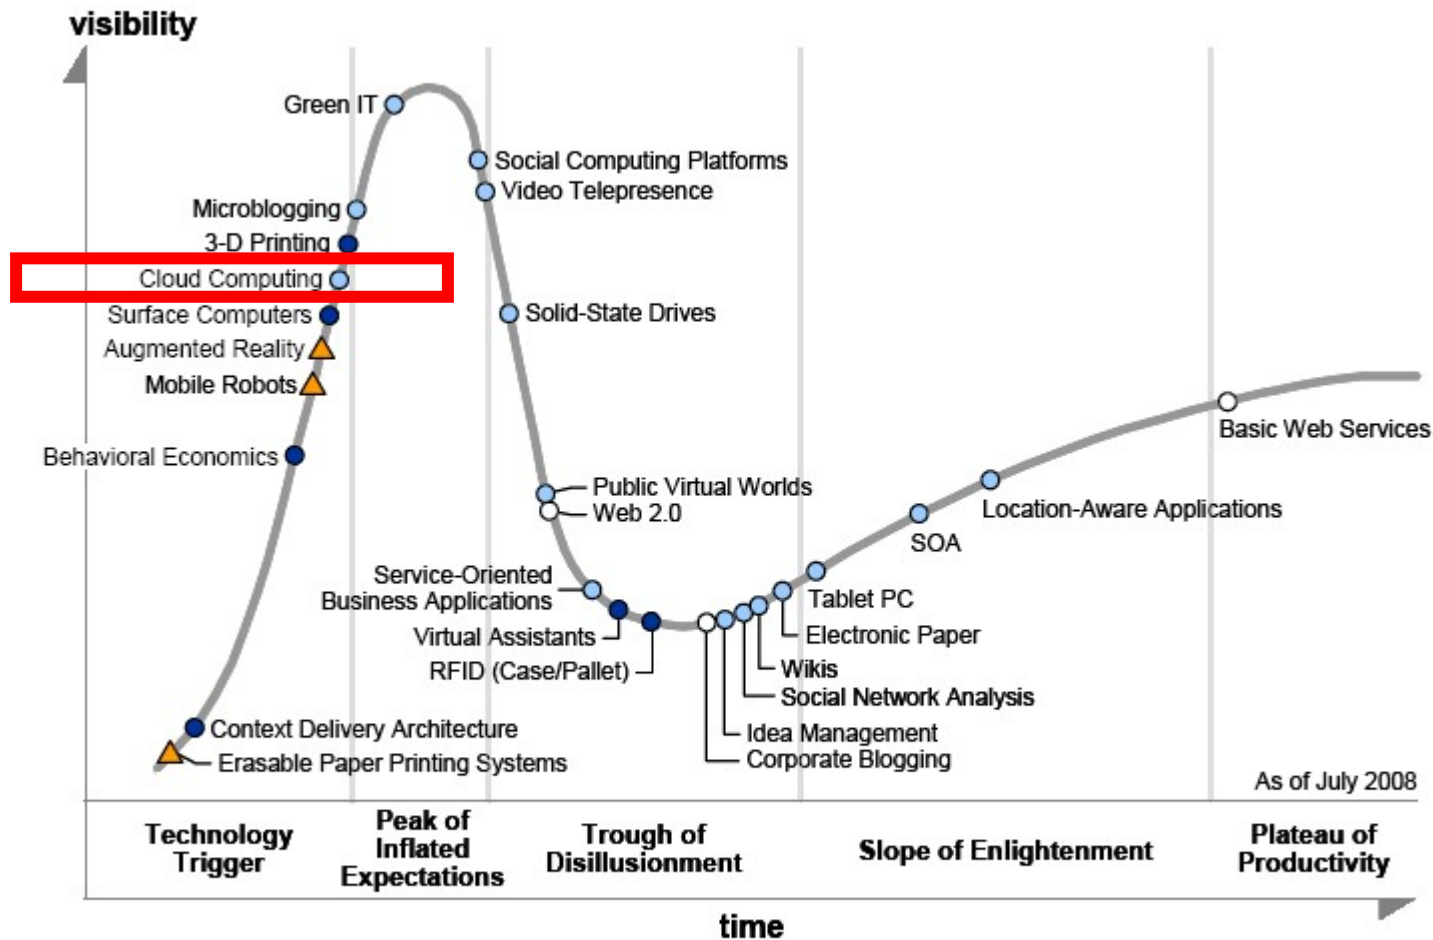 visibility
Green IT
Social Computing Platforms
Video Telepresence
Microblogging
3-D Printing
Cloud Computing
Surface Computers
Solid-State Drives
Augmented Reality
Mobile Robots
Basic Web Services
Behavioral Economics
Public Virtual Worlds
Web 2.0
Location-Aware Applications
SOA
Service-Oriented
Business Applications
Tablet PC
Virtual Assistants
Electronic Paper
RFID (Case/Pallet)
Wikis
Social Network Analysis
Context Delivery Architecture
Idea Management
Erasable Paper Printing Systems
Corporate Blogging
As of July 2008
Technology
Trigger
Peak of
Inflated
Expectations
Trough of
Disillusionment
Slope of Enlightenment
Plateau of
Productivity
time